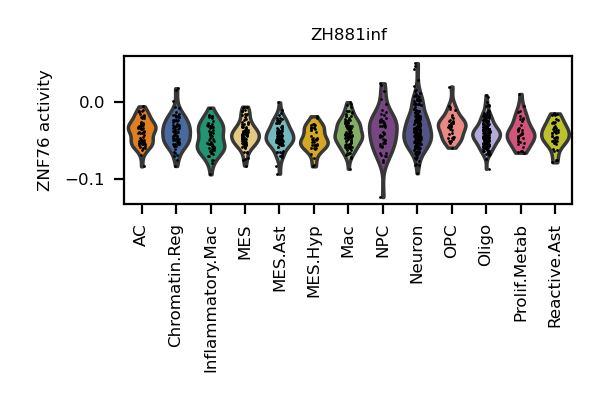 ZH881inf
ZNF76 activity
0.0
−0.1
AC
Chromatin.Reg
Inflammatory.Mac
MES
MES.Ast
MES.Hyp
Mac
NPC
Neuron
OPC
Oligo
Prolif.Metab
Reactive.Ast